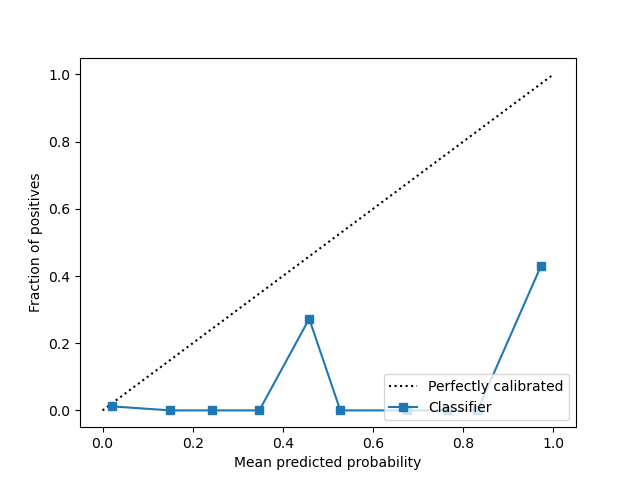 1.0
0.8
0.6
0.4
0.2
0.0
Fraction of positives
Perfectly calibrated
Classifier
0.0 0.2 0.4 0.6 0.8 1.0
Mean predicted probability